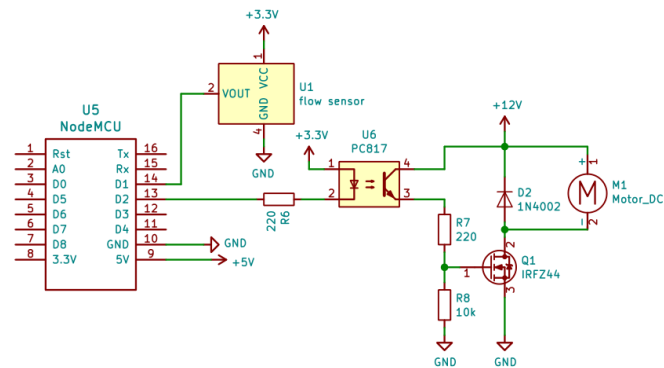 +3.3V
1
VCC
2
VOUT
U1
flow sensor
GND
4
GND
U5
NodeMCU
1 Rst Tx 16
2 A0 Rx 15
3 D0 D1 14
4 D5 D2 13
5 D6 D3 12
6 D7 D4 11
7 D8 GND 10
8 3.3V 5V 9
GND
+5V
220
R6
+3.3V
U6
PC817
1
2
4
3
+12V
D2
1N4002
+
1
M
M1
Motor_DC
-
2
R7
220
1
2
Q1
IRFZ44
3
R8
10k
GND
GND